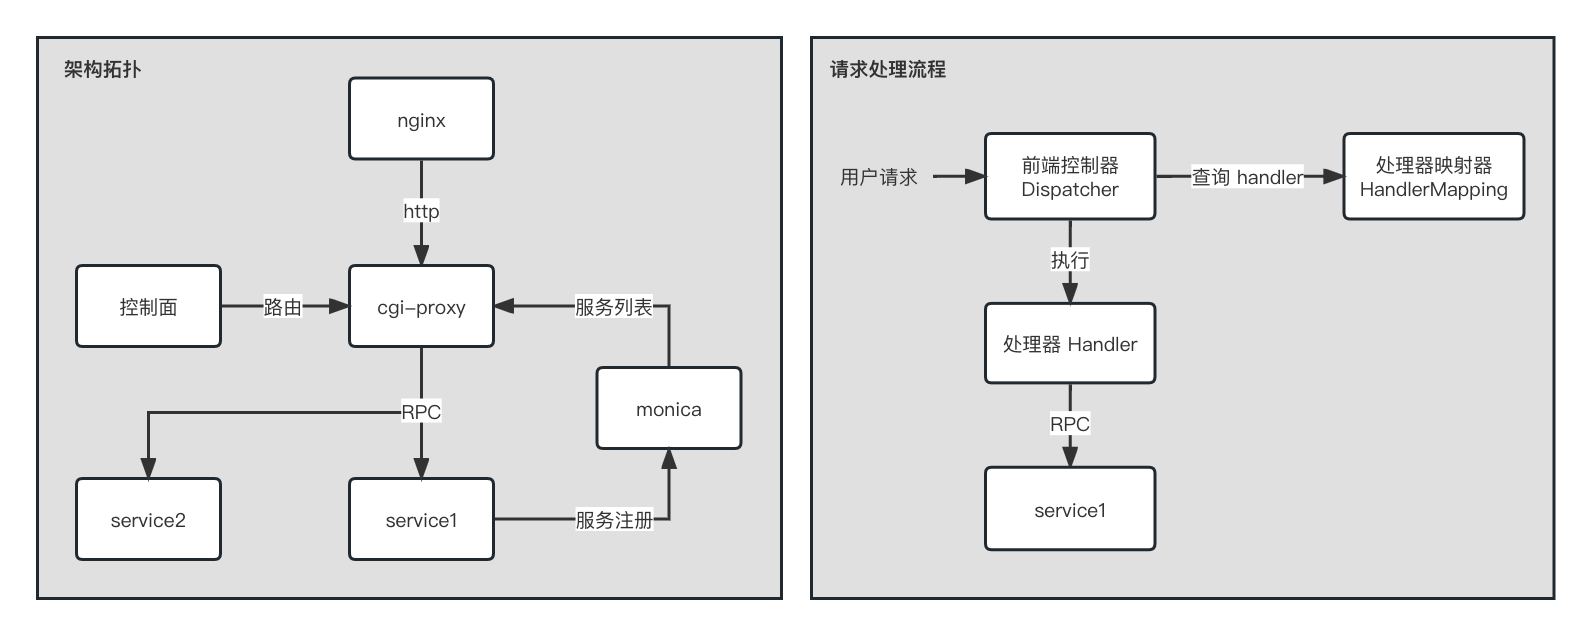 架构拓扑
nginx
http
控制面
路由
cgi-proxy
服务列表
monica
RPC
service2
service1
服务注册
请求处理流程
用户请求
前端控制器
Dispatcher
查询 handler
处理器映射器
HandlerMapping
执行
处理器 Handler
RPC
service1